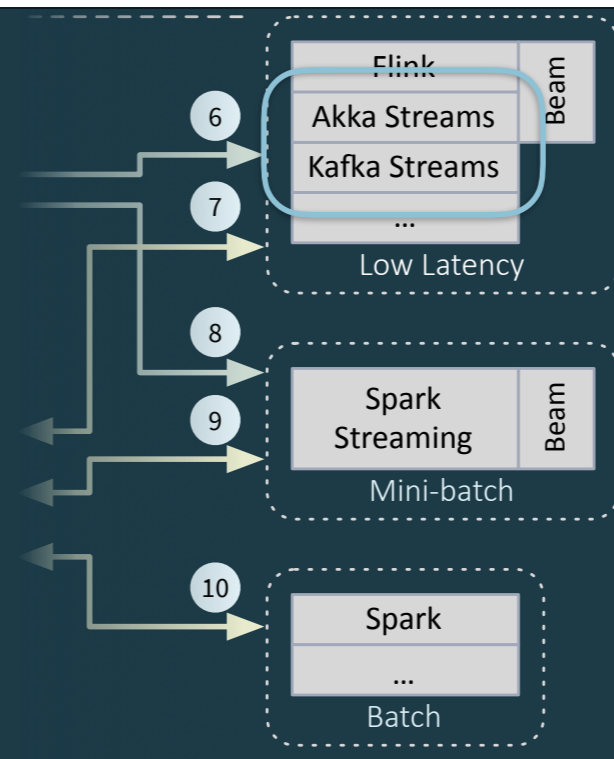 Flink
Beam
6
Akka Streams
Kafka Streams
7
...
Low Latency
8
Spark
Streaming
Beam
9
Mini-batch
10
Spark
...
Batch